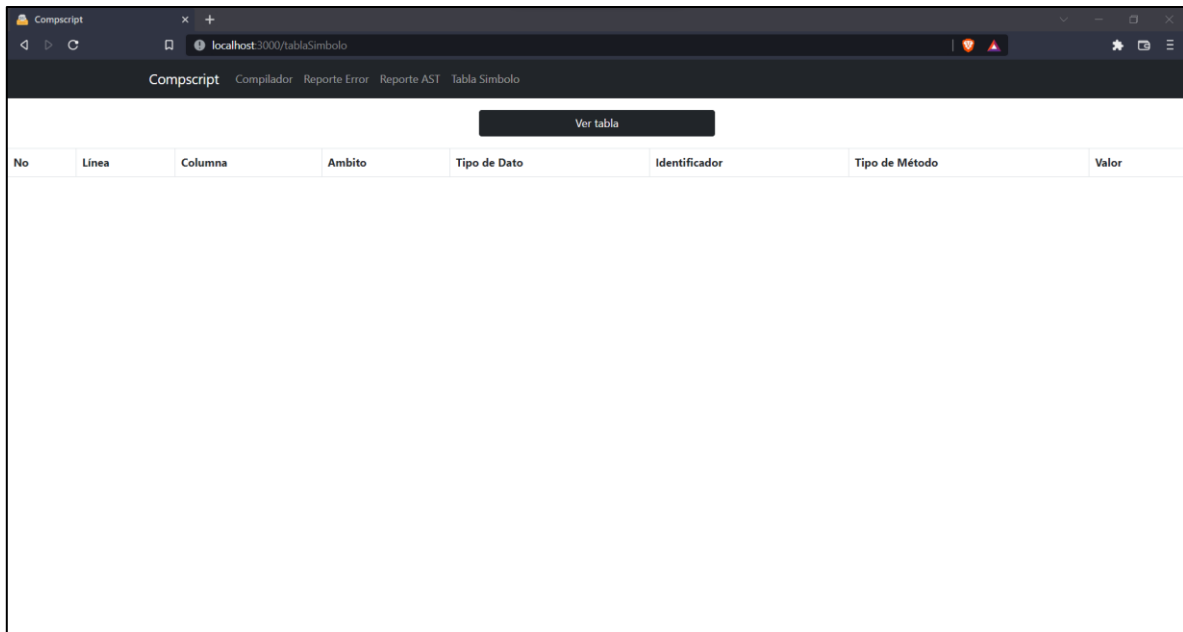 Compscript
localhost:3000/tablaSimbolo
Compscript Compilador Reporte Error Reporte AST Tabla Simbolo
Ver tabla
No Línea Columna Ambito Tipo de Dato Identificador Tipo de Método Valor